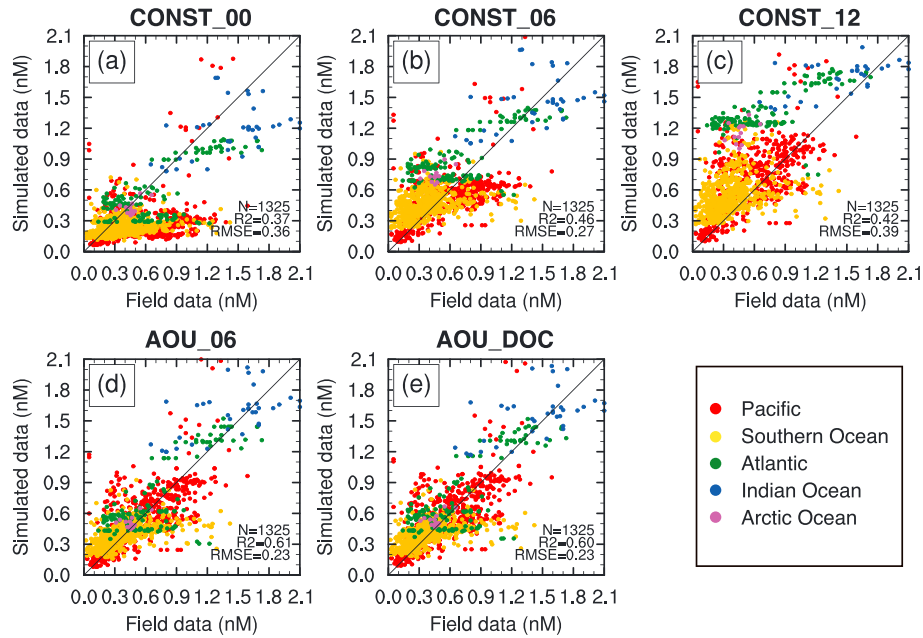 CONST_00
CONST_06
CONST_12
(a)
(b)
(c)
Simulated data (nM)
2.1
1.8
1.5
1.2
0.9
0.6
0.3
0.0
N=1325
R2=0.37
RMSE=0.36
0.0 0.3 0.6 0.9 1.2 1.5 1.8 2.1
Field data (nM)
Simulated data (nM)
2.1
1.8
1.5
1.2
0.9
0.6
0.3
0.0
N=1325
R2=0.46
RMSE=0.27
0.0 0.3 0.6 0.9 1.2 1.5 1.8 2.1
Field data (nM)
Simulated data (nM)
2.1
1.8
1.5
1.2
0.9
0.6
0.3
0.0
N=1325
R2=0.42
RMSE=0.39
0.0 0.3 0.6 0.9 1.2 1.5 1.8 2.1
Field data (nM)
AOU_06
AOU_DOC
(d)
(e)
Simulated data (nM)
2.1
1.8
1.5
1.2
0.9
0.6
0.3
0.0
N=1325
R2=0.61
RMSE=0.23
0.0 0.3 0.6 0.9 1.2 1.5 1.8 2.1
Field data (nM)
Simulated data (nM)
2.1
1.8
1.5
1.2
0.9
0.6
0.3
0.0
N=1325
R2=0.60
RMSE=0.23
0.0 0.3 0.6 0.9 1.2 1.5 1.8 2.1
Field data (nM)
Pacific
Southern Ocean
Atlantic
Indian Ocean
Arctic Ocean